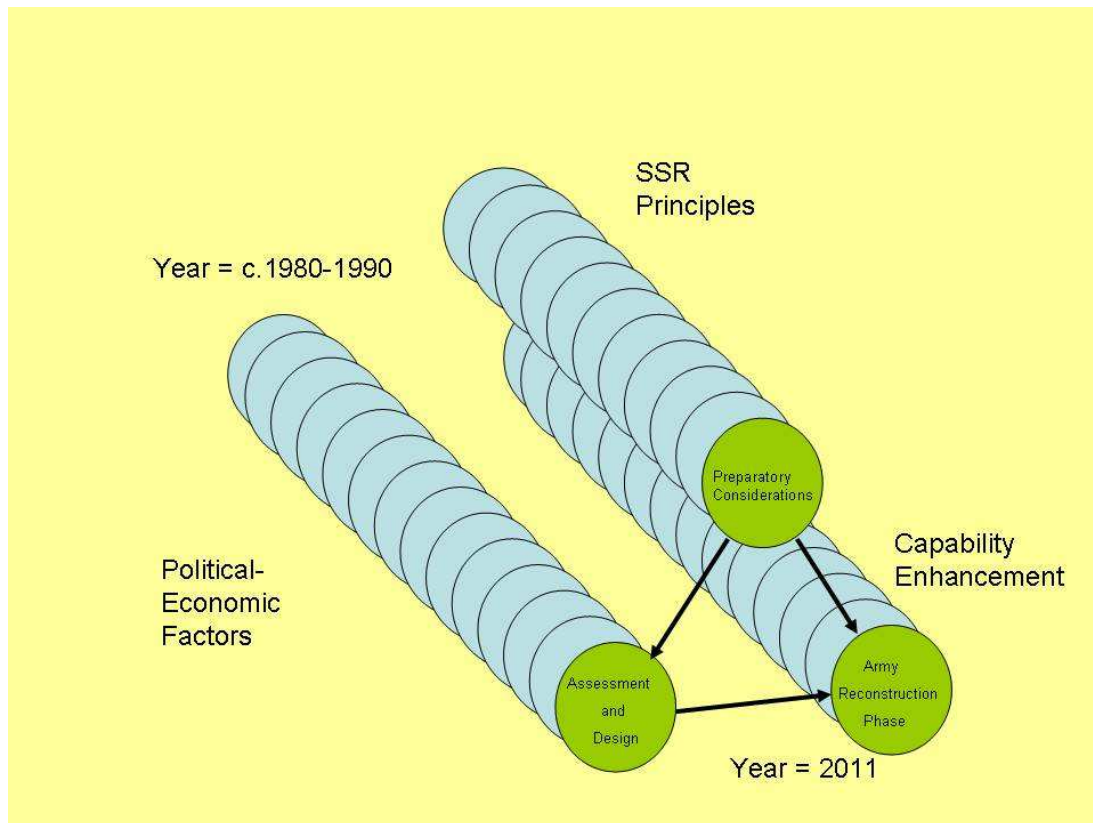 SSR
Principles
Year = c.1980-1990
Preparatory
Considerations
Capability
Enhancement
Political-
Economic
Factors
Assessment
and
Design
Army
Reconstruction
Phase
Year = 2011